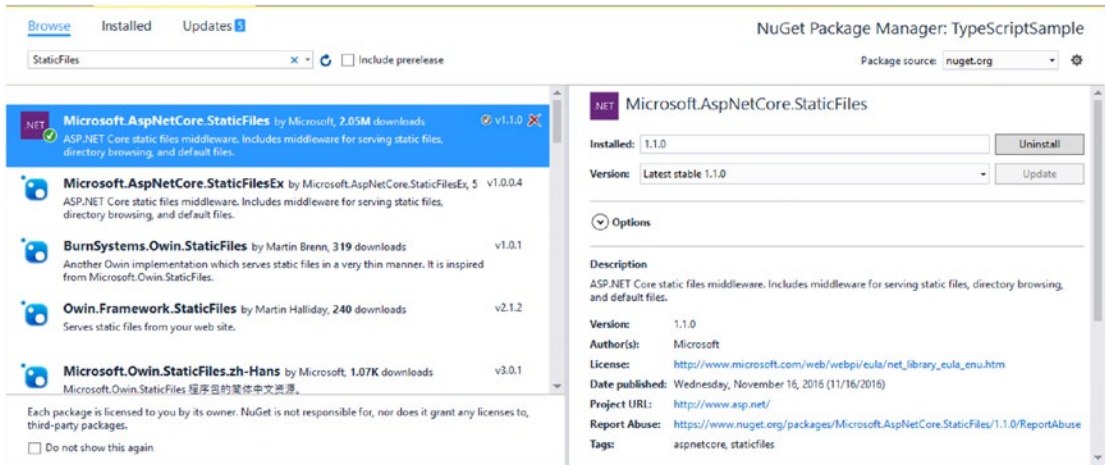 Browse Installed Updates 5
NuGet Package Manager: TypeScriptSample
StaticFiles Include prerelease
Package source: nuget.org
.NET
Microsoft.AspNetCore.StaticFiles by Microsoft, 2.05M downloads v1.1.0
ASP.NET Core static files middleware. Includes middleware for serving static files,
directory browsing, and default files.
Microsoft.AspNetCore.StaticFilesEx by Microsoft.AspNetCore.StaticFilesEx, 5 v1.0.0.4
ASP.NET Core static files middleware. Includes middleware for serving static files,
directory browsing, and default files.
BurnSystems.Owin.StaticFiles by Martin Brenn, 319 downloads v1.0.1
Another Owin implementation which serves static files in a very thin manner. It is inspired
from Microsoft.Owin.StaticFiles.
Owin.Framework.StaticFiles by Martin Halliday, 240 downloads v2.1.2
Serves static files from your web site.
Microsoft.Owin.StaticFiles.zh-Hans by Microsoft, 1.07K downloads v3.0.1
Microsoft.Owin.StaticFiles 程序包的简体中文资源。
Each package is licensed to you by its owner. NuGet is not responsible for, nor does it grant any licenses to,
third-party packages.
Do not show this again
.NET Microsoft.AspNetCore.StaticFiles
Installed: 1.1.0 Uninstall
Version: Latest stable 1.1.0 Update
Options
Description
ASP.NET Core static files middleware. Includes middleware for serving static files, directory browsing,
and default files.
Version: 1.1.0
Author(s): Microsoft
License: http://www.microsoft.com/web/webpi/eula/net_library_eula_enu.htm
Date published: Wednesday, November 16, 2016 (11/16/2016)
Project URL: http://www.asp.net/
Report Abuse: https://www.nuget.org/packages/Microsoft.AspNetCore.StaticFiles/1.1.0/ReportAbuse
Tags: aspnetcore, staticfiles